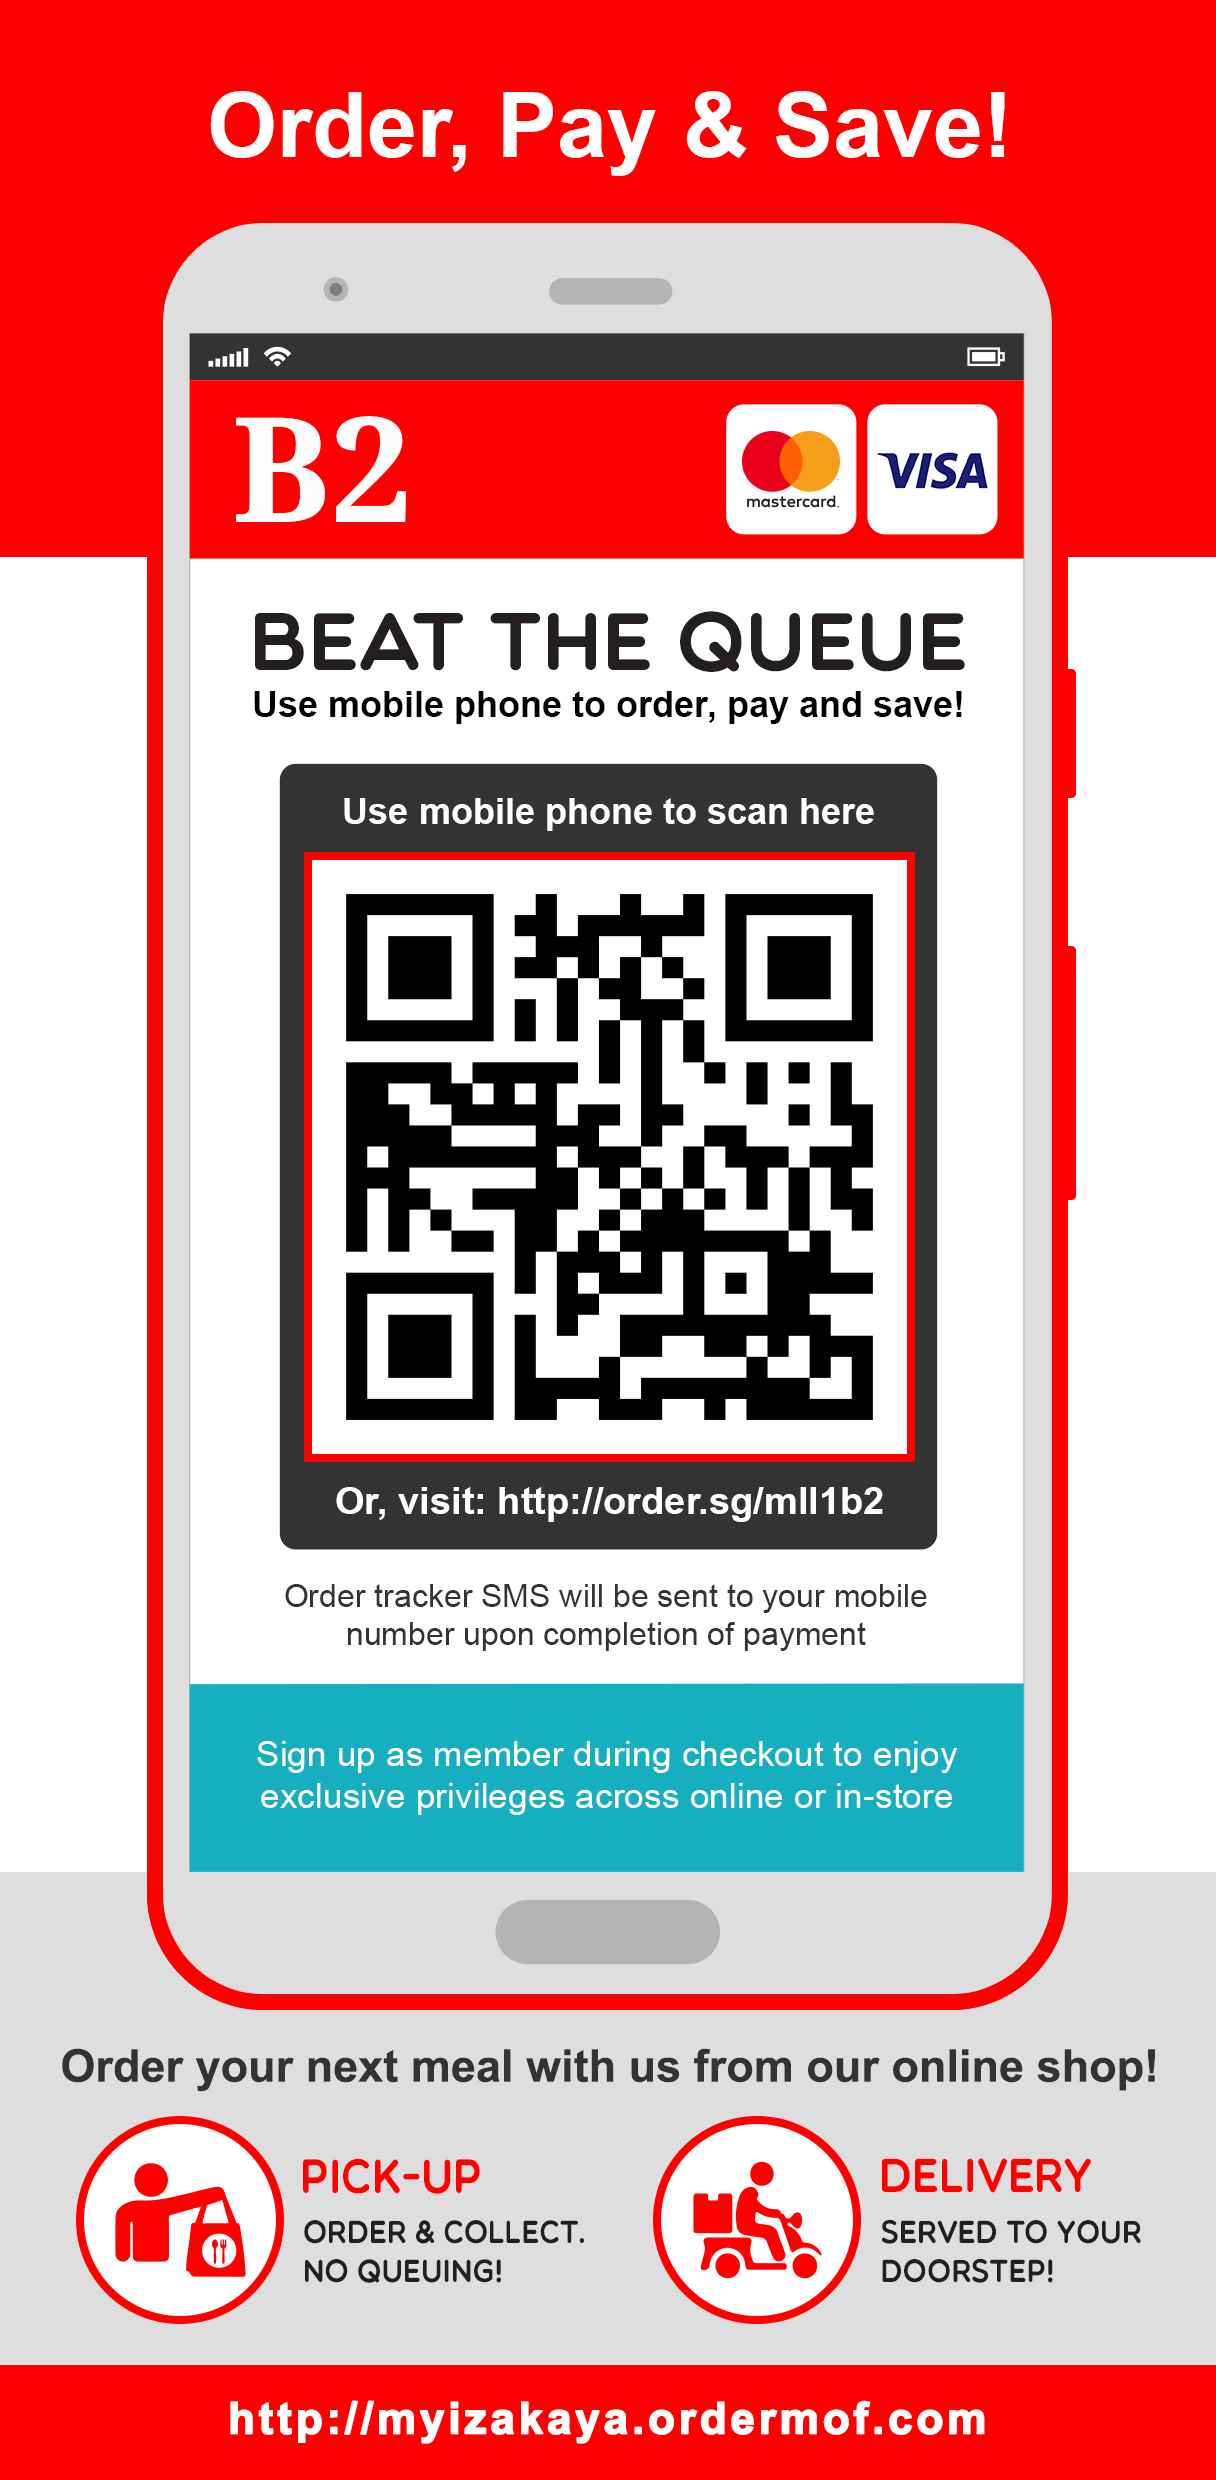 Order, Pay & Save!
B2
mastercard.
VISA
BEAT THE QUEUE
Use mobile phone to order, pay and save!
Use mobile phone to scan here
Or, visit: http://order.sg/mll1b2
Order tracker SMS will be sent to your mobile
number upon completion of payment
Sign up as member during checkout to enjoy
exclusive privileges across online or in-store
Order your next meal with us from our online shop!
PICK-UP
ORDER & COLLECT.
NO QUEUING!
DELIVERY
SERVED TO YOUR
DOORSTEP!
http://myizakaya.ordermof.com